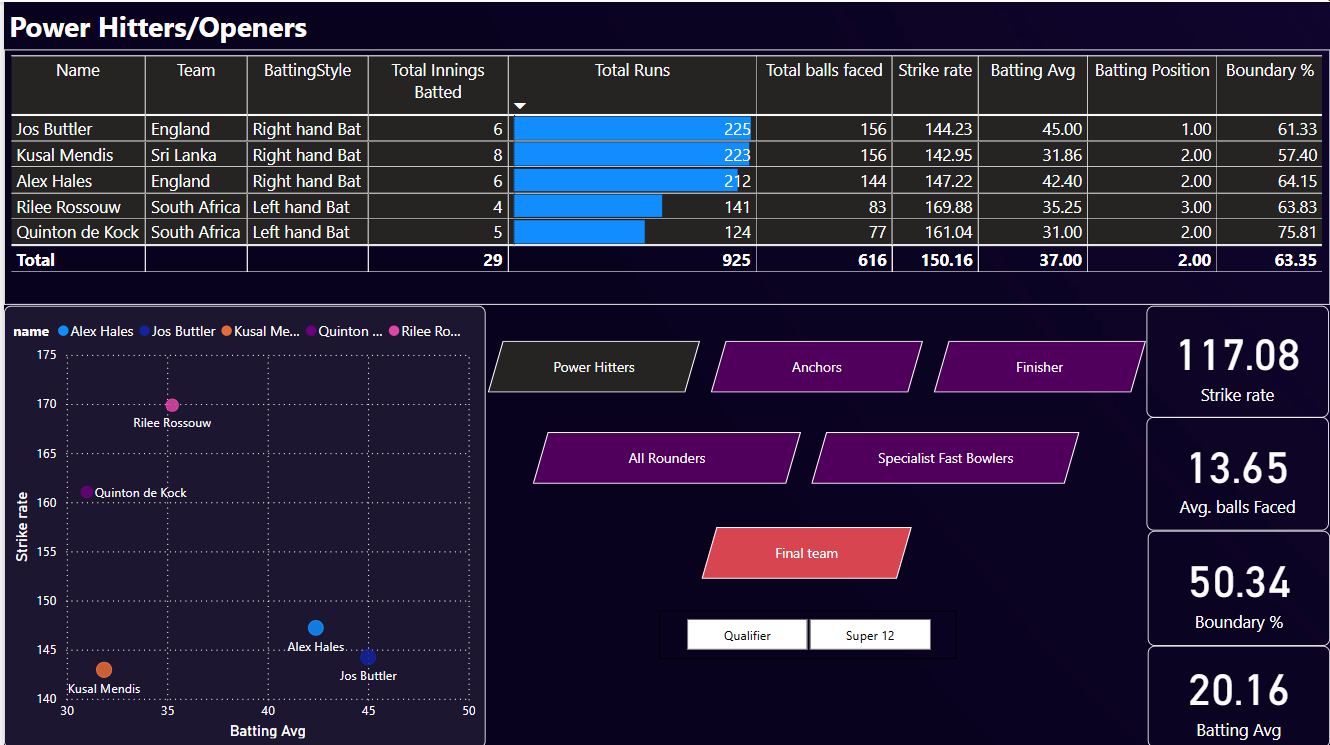 Power Hitters/Openers
Name Team BattingStyle Total Innings Batted Total Runs Total balls faced Strike rate Batting Avg Batting Position Boundary %
Jos Buttler England Right hand Bat 6 225 156 144.23 45.00 1.00 61.33
Kusal Mendis Sri Lanka Right hand Bat 8 223 156 142.95 31.86 2.00 57.40
Alex Hales England Right hand Bat 6 212 144 147.22 42.40 2.00 64.15
Rilee Rossouw South Africa Left hand Bat 4 141 83 169.88 35.25 3.00 63.83
Quinton de Kock South Africa Left hand Bat 5 124 77 161.04 31.00 2.00 75.81
Total 29 925 616 150.16 37.00 2.00 63.35
name Alex Hales Jos Buttler Kusal Me... Quinton ... Rilee Ro...
Strike rate
175
170
165
160
155
150
145
140
Rilee Rossouw
Quinton de Kock
Alex Hales
Jos Buttler
Kusal Mendis
30 35 40 45 50
Batting Avg
Power Hitters Anchors Finisher
All Rounders Specialist Fast Bowlers
Final team
Qualifier Super 12
117.08
Strike rate
13.65
Avg. balls Faced
50.34
Boundary %
20.16
Batting Avg